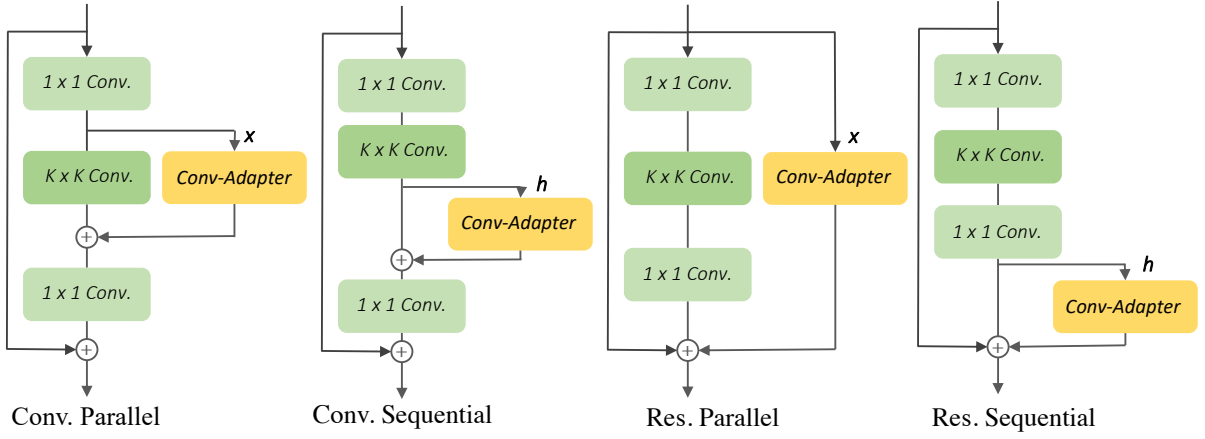 1 x 1 Conv.
x
K x K Conv.
Conv-Adapter
1 x 1 Conv.
Conv. Parallel
1 x 1 Conv.
K x K Conv.
h
Conv-Adapter
1 x 1 Conv.
Conv. Sequential
1 x 1 Conv.
x
K x K Conv.
Conv-Adapter
1 x 1 Conv.
Res. Parallel
1 x 1 Conv.
K x K Conv.
1 x 1 Conv.
h
Conv-Adapter
Res. Sequential